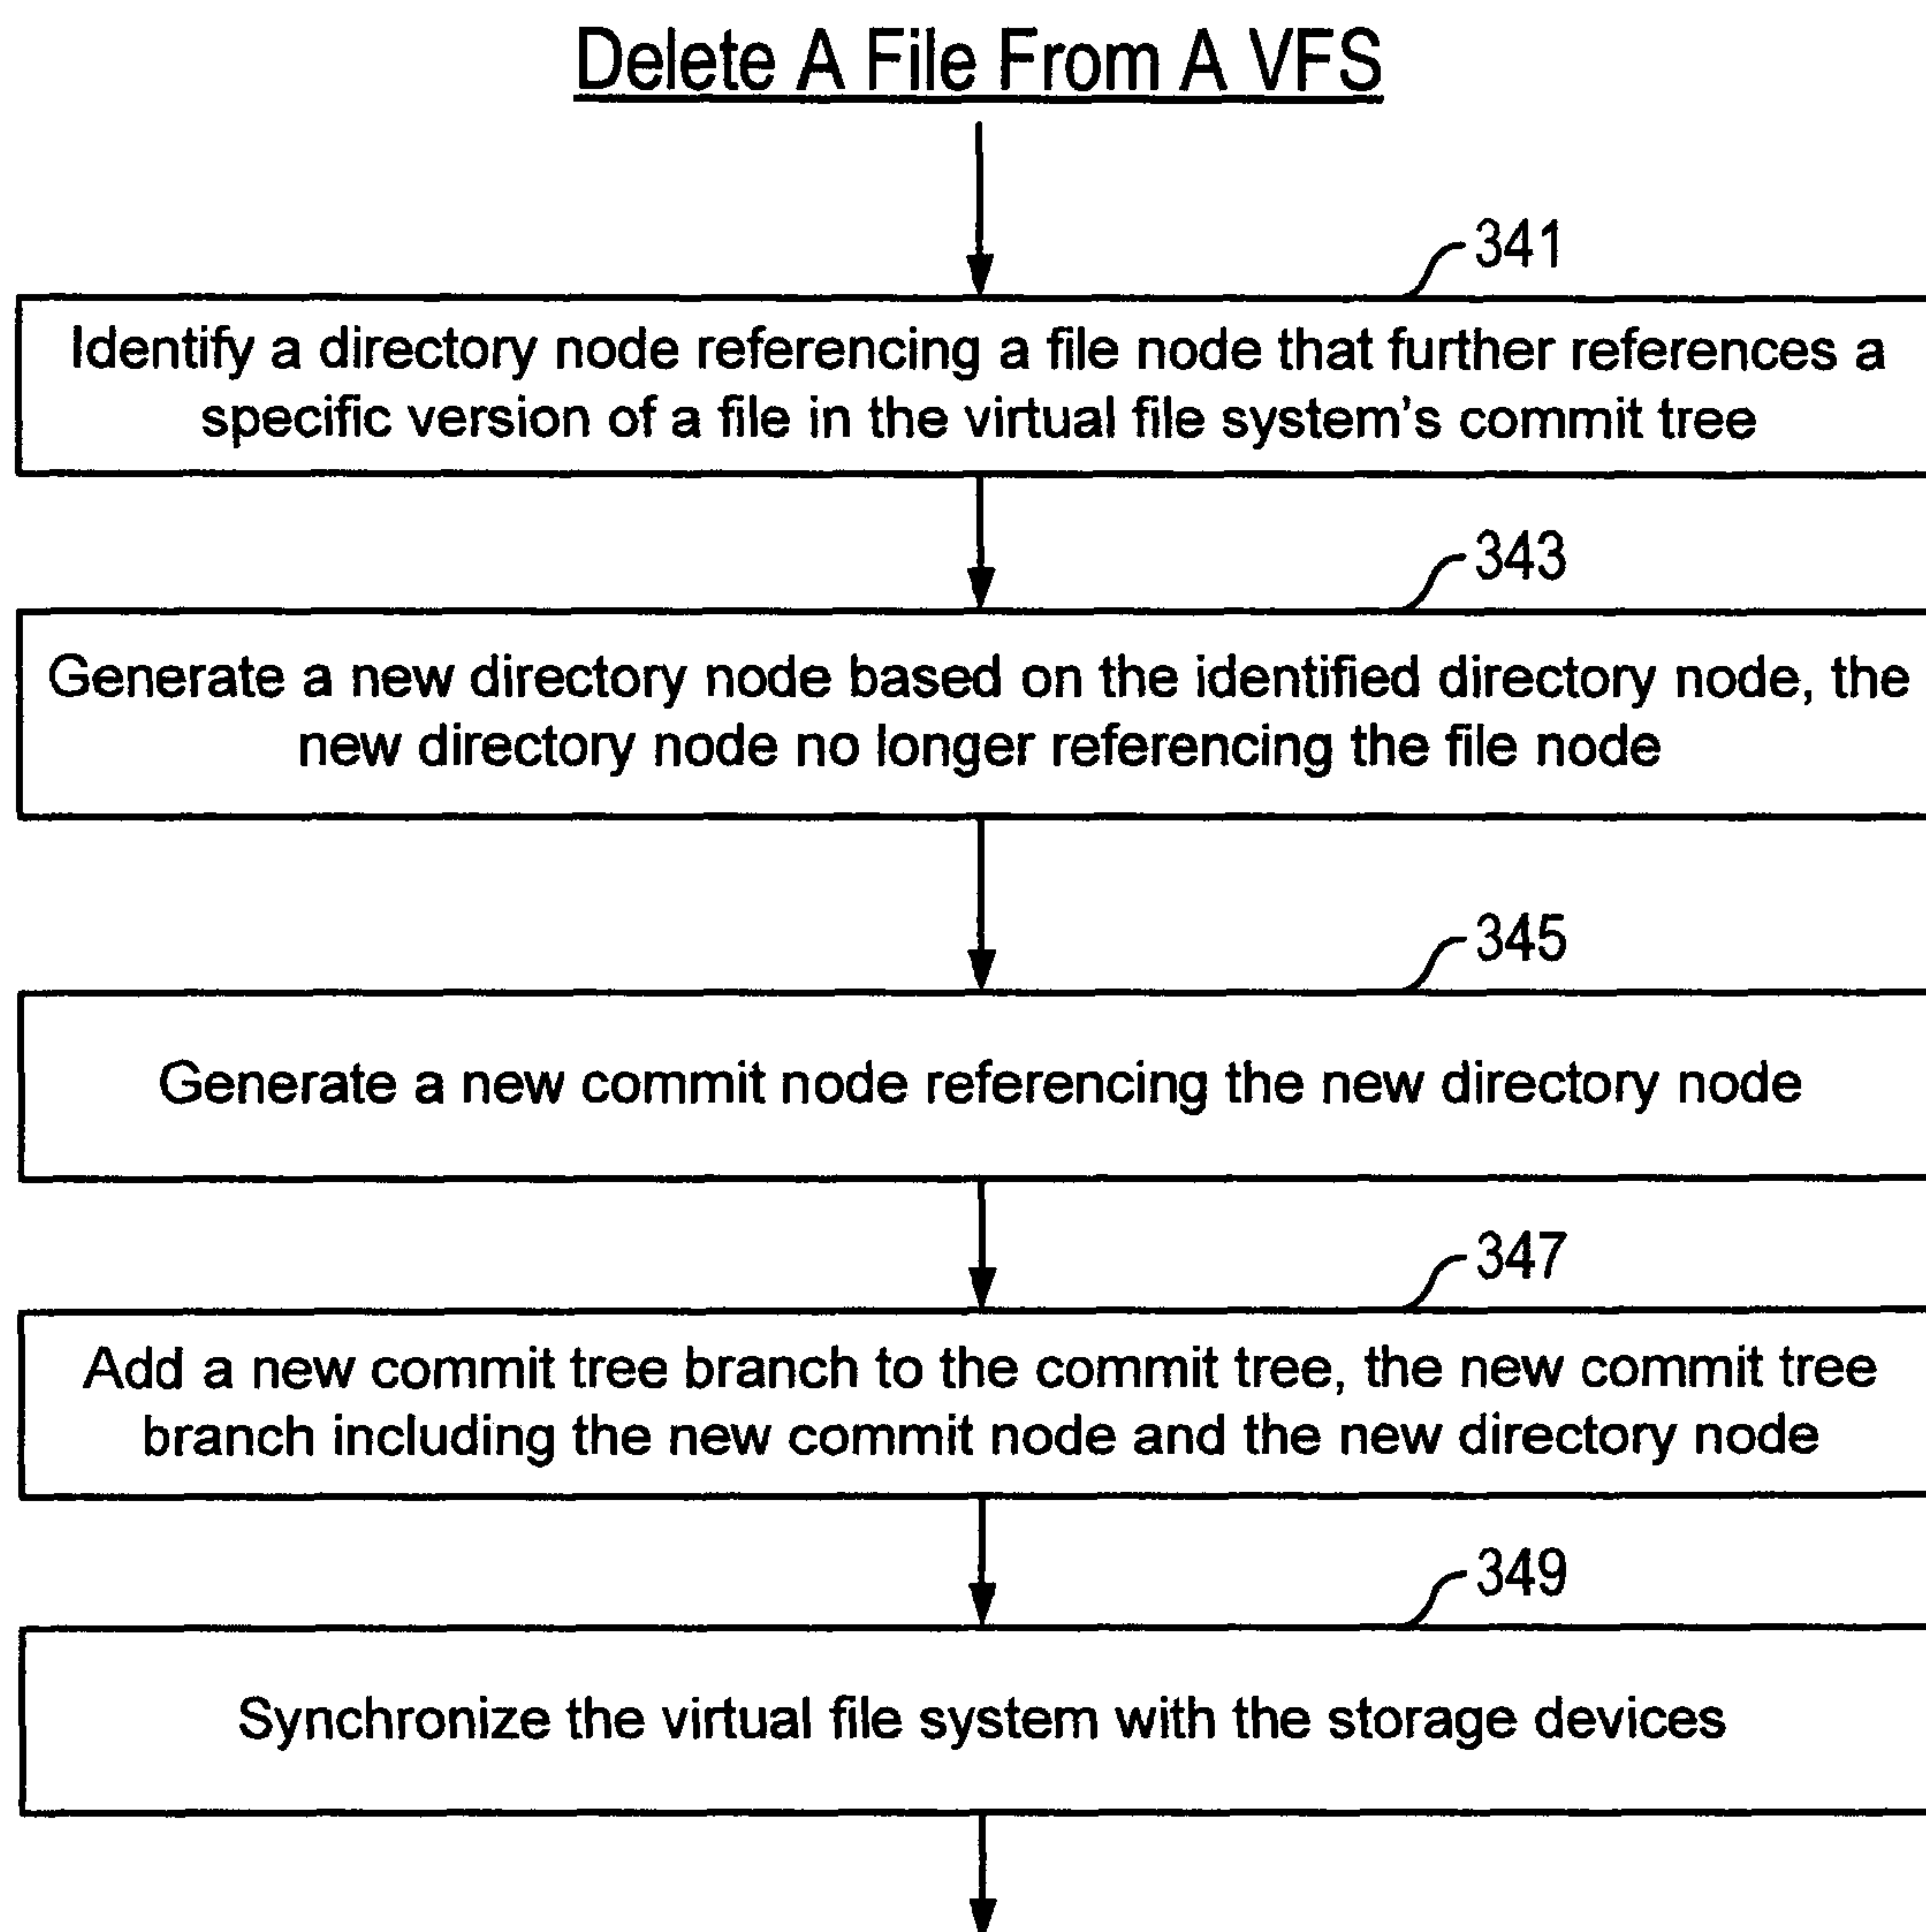 Delete A File From A VFS
341
Identify a directory node referencing a file node that further references a
specific version of a file in the virtual file system's commit tree
343
Generate a new directory node based on the identified directory node, the
new directory node no longer referencing the file node
345
Generate a new commit node referencing the new directory node
347
Add a new commit tree branch to the commit tree, the new commit tree
branch including the new commit node and the new directory node
349
Synchronize the virtual file system with the storage devices